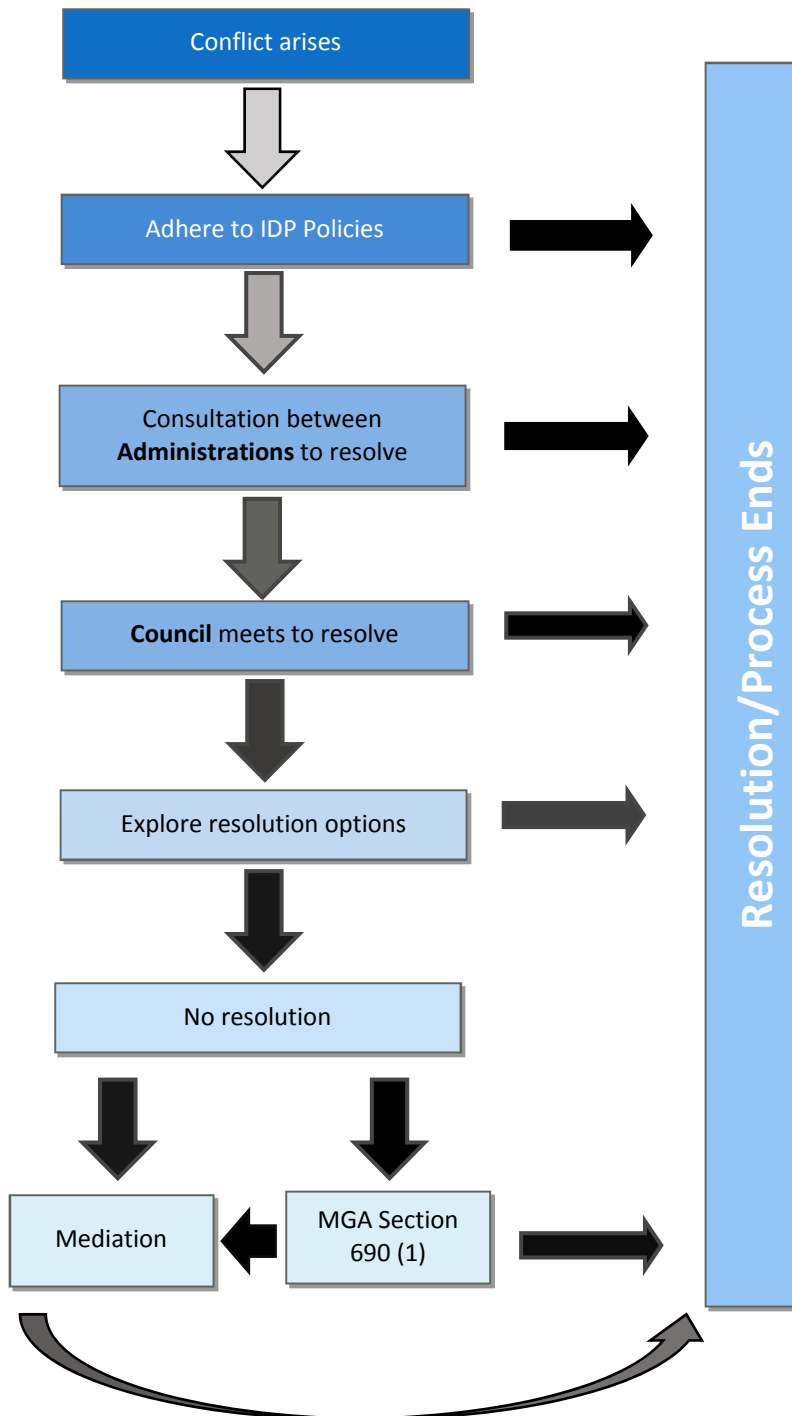 Conflict arises
Adhere to IDP Policies
Consultation between
Administrations to resolve
Council meets to resolve
Explore resolution options
No resolution
Mediation
MGA Section
690 (1)
Resolution/Process Ends